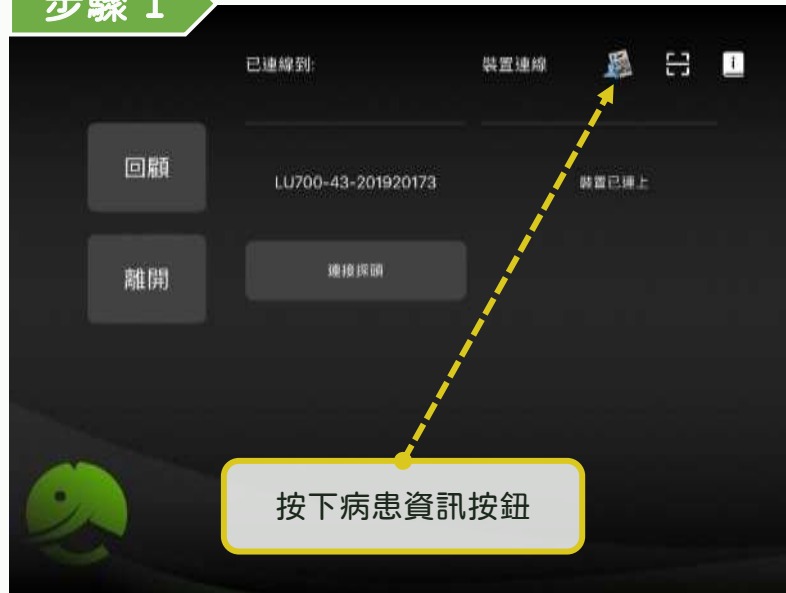 步驟 1
已連線到:
裝置連線
i
回顧
LU700-43-201920173
裝置已連上
離開
連接探頭
按下病患資訊按鈕